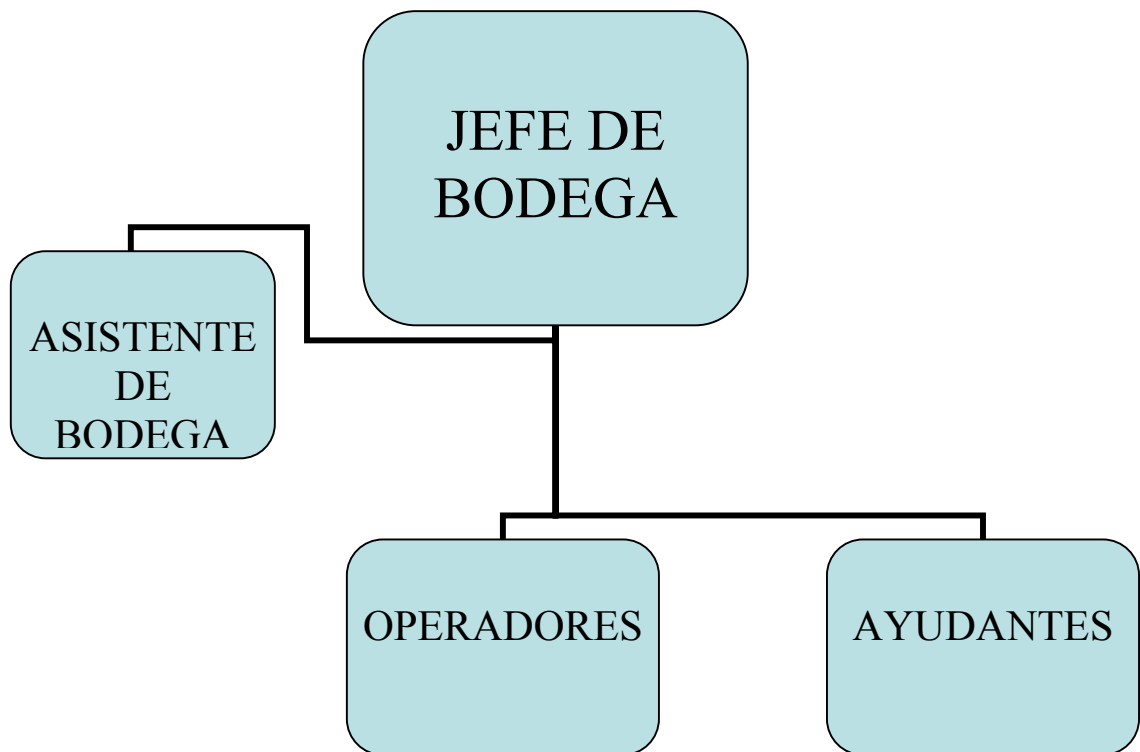 JEFE DE
BODEGA
ASISTENTE
DE
BODEGA
OPERADORES
AYUDANTES